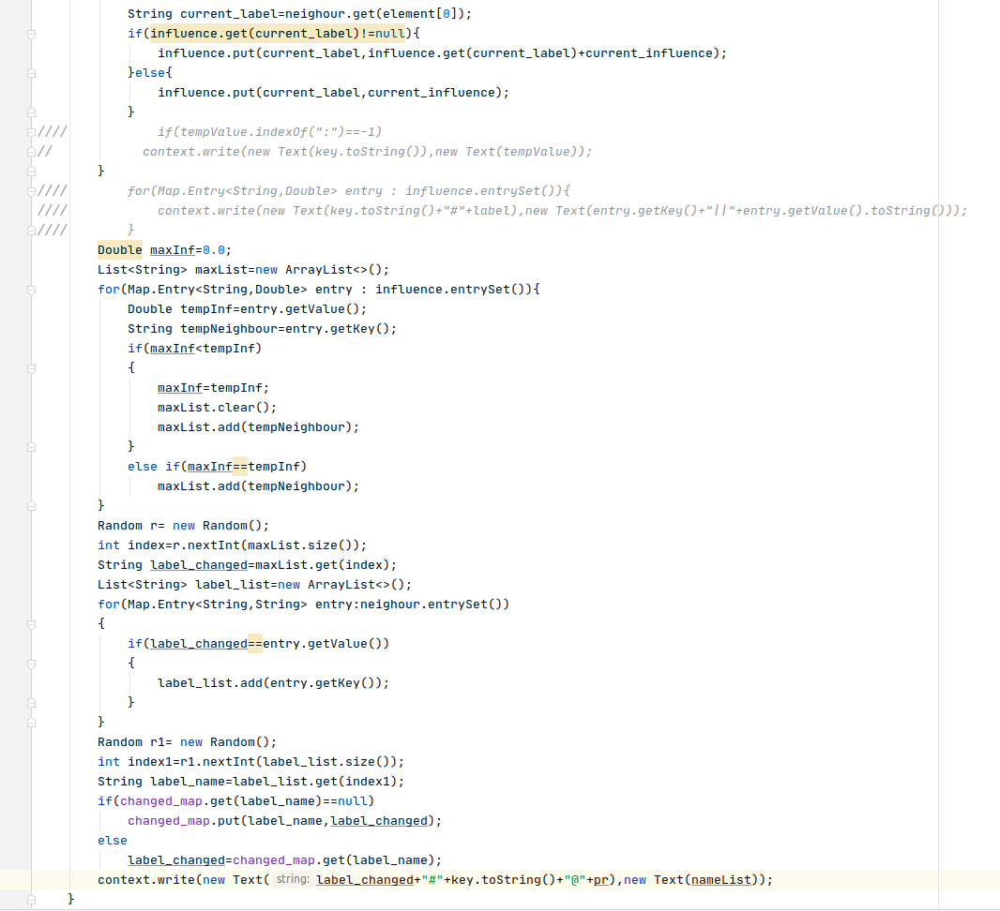 String current_label=neighour.get(element[0]);
if(influence.get(current_label)!=null){
influence.put(current_label,influence.get(current_label)+current_influence);
}else{
influence.put(current_label,current_influence);
}
////            if(tempValue.indexOf(":")==-1)
//            context.write(new Text(key.toString()),new Text(tempValue));
}
////        for(Map.Entry<String,Double> entry : influence.entrySet()){
////            context.write(new Text(key.toString()+"#"+label),new Text(entry.getKey()+"||"+entry.getValue().toString()));
////        }
Double maxInf=0.0;
List<String> maxList=new ArrayList<>();
for(Map.Entry<String,Double> entry : influence.entrySet()){
Double tempInf=entry.getValue();
String tempNeighbour=entry.getKey();
if(maxInf<tempInf)
{
maxInf=tempInf;
maxList.clear();
maxList.add(tempNeighbour);
}
else if(maxInf==tempInf)
maxList.add(tempNeighbour);
}
Random r= new Random();
int index=r.nextInt(maxList.size());
String label_changed=maxList.get(index);
List<String> label_list=new ArrayList<>();
for(Map.Entry<String,String> entry:neighour.entrySet())
{
if(label_changed==entry.getValue())
{
label_list.add(entry.getKey());
}
}
Random r1= new Random();
int index1=r1.nextInt(label_list.size());
String label_name=label_list.get(index1);
if(changed_map.get(label_name)==null)
changed_map.put(label_name,label_changed);
else
label_changed=changed_map.get(label_name);
context.write(new Text( string: label_changed+"#"+key.toString()+"@"+pr),new Text(nameList));
}